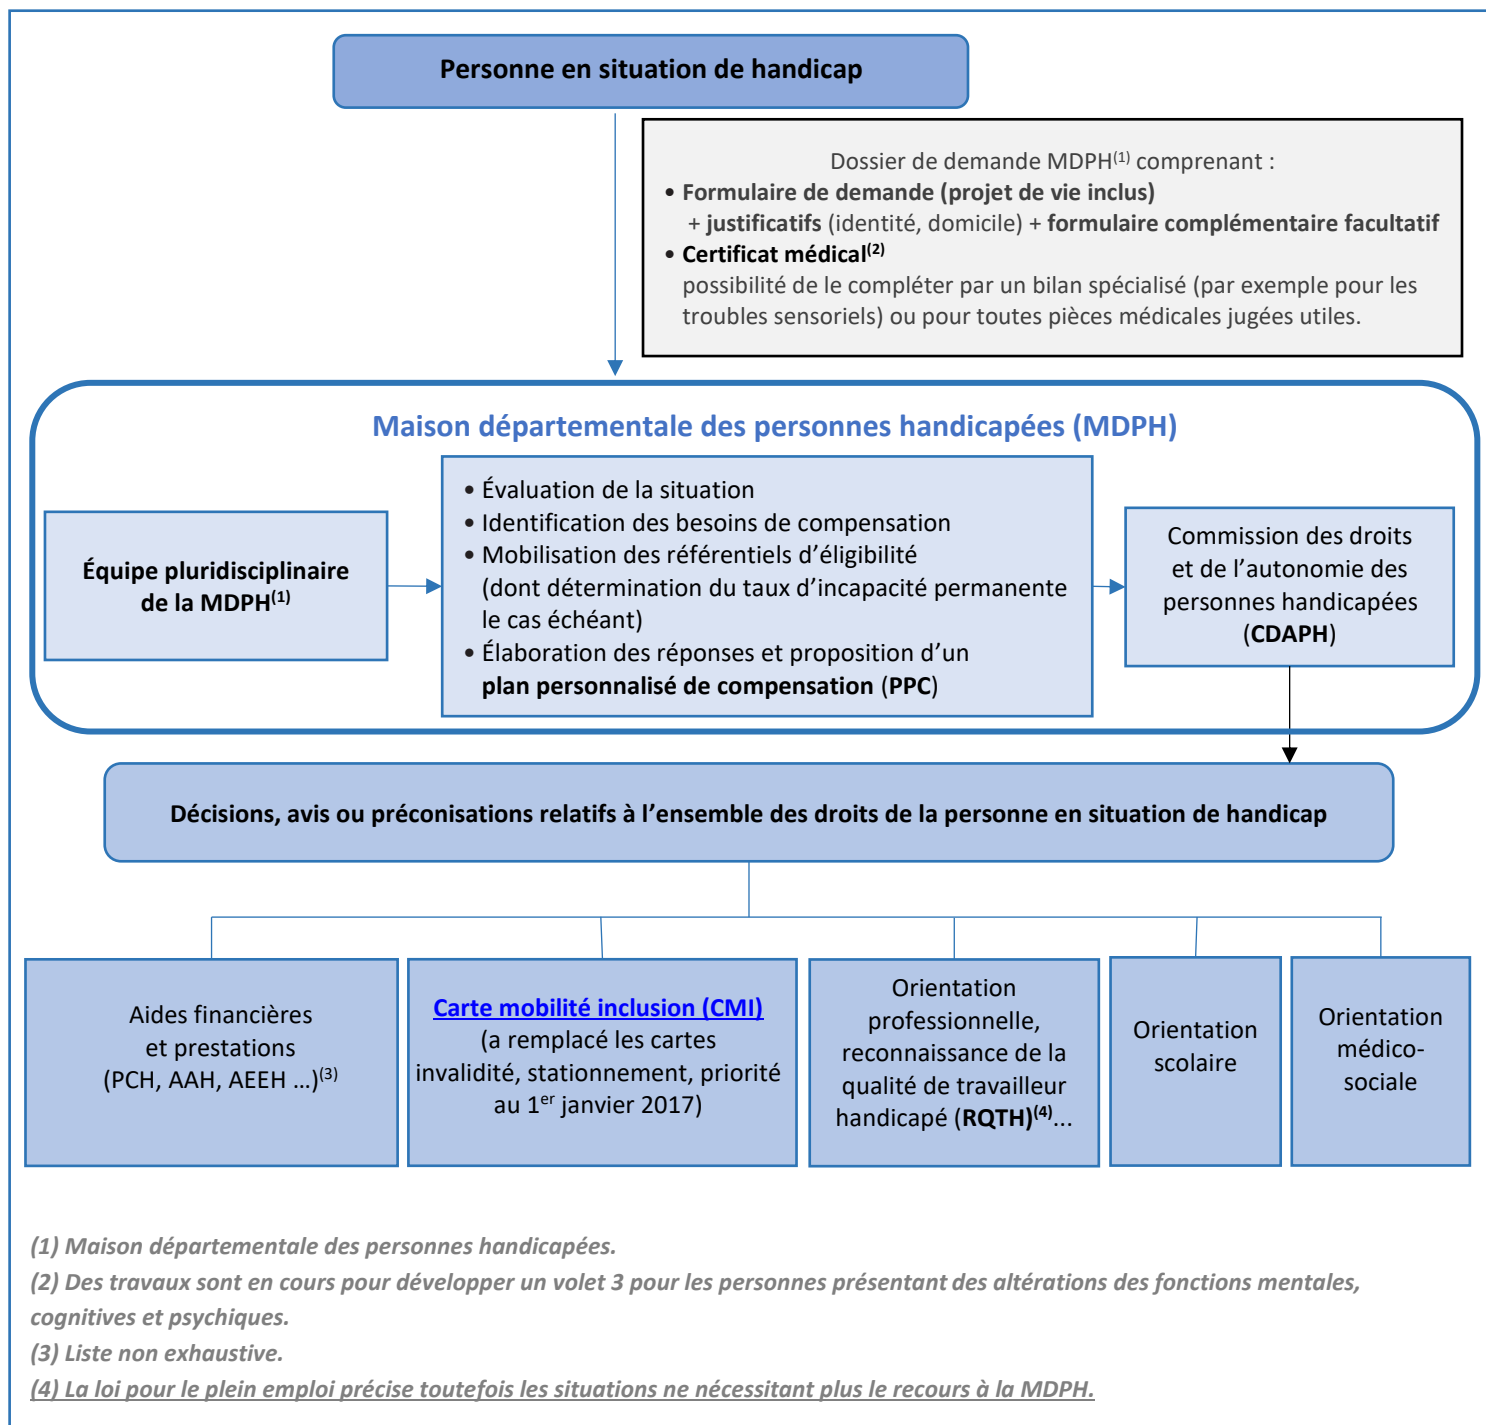 Personne en situation de handicap
Dossier de demande MDPH(1) comprenant :
• Formulaire de demande (projet de vie inclus)
+ justificatifs (identité, domicile) + formulaire complémentaire facultatif
• Certificat médical(2)
possibilité de le compléter par un bilan spécialisé (par exemple pour les
troubles sensoriels) ou pour toutes pièces médicales jugées utiles.
Maison départementale des personnes handicapées (MDPH)
Équipe pluridisciplinaire
de la MDPH(1)
• Évaluation de la situation
• Identification des besoins de compensation
• Mobilisation des référentiels d’éligibilité
(dont détermination du taux d’incapacité permanente
le cas échéant)
• Élaboration des réponses et proposition d’un
plan personnalisé de compensation (PPC)
Commission des droits
et de l’autonomie des
personnes handicapées
(CDAPH)
Décisions, avis ou préconisations relatifs à l’ensemble des droits de la personne en situation de handicap
Aides financières
et prestations
(PCH, AAH, AEEH ...)(3)
Carte mobilité inclusion (CMI)
(a remplacé les cartes
invalidité, stationnement, priorité
au 1er janvier 2017)
Orientation
professionnelle,
reconnaissance de la
qualité de travailleur
handicapé (RQTH)(4)...
Orientation
scolaire
Orientation
médico-
sociale
(1) Maison départementale des personnes handicapées.
(2) Des travaux sont en cours pour développer un volet 3 pour les personnes présentant des altérations des fonctions mentales,
cognitives et psychiques.
(3) Liste non exhaustive.
(4) La loi pour le plein emploi précise toutefois les situations ne nécessitant plus le recours à la MDPH.